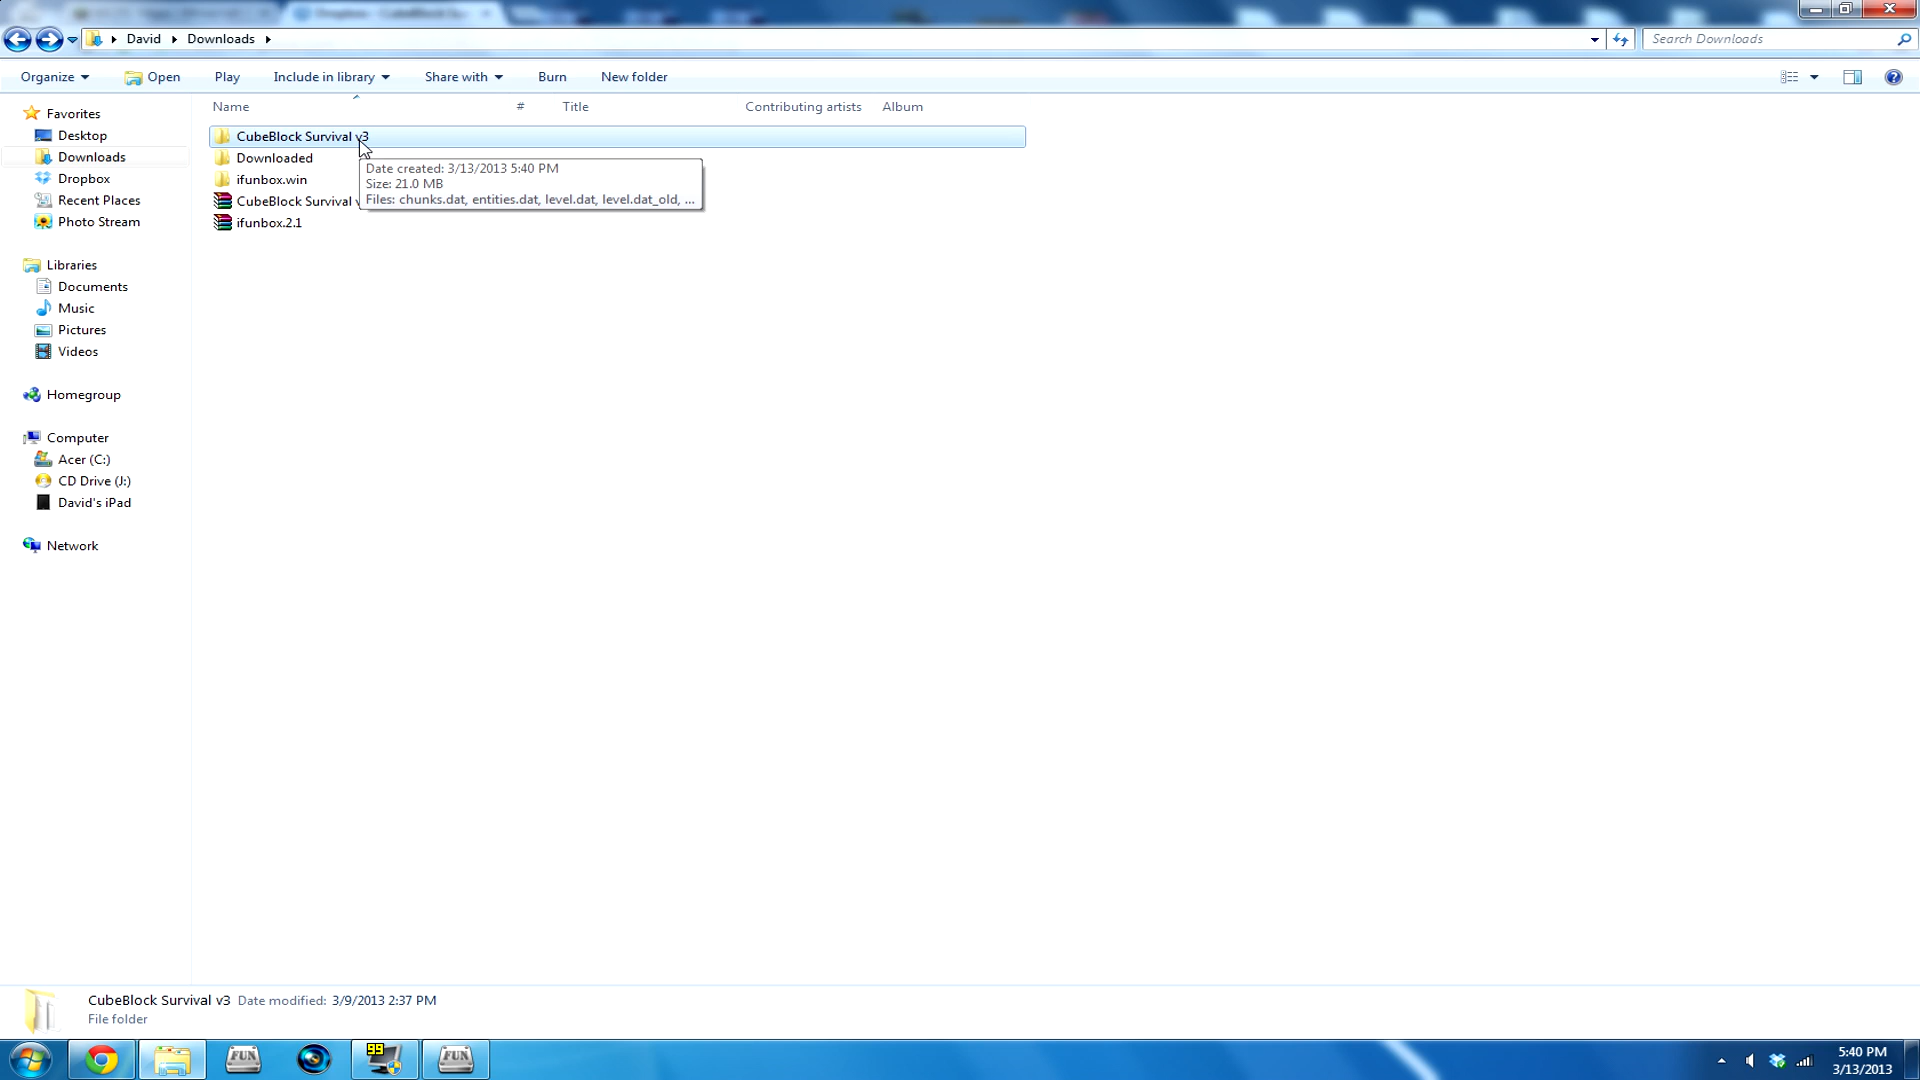 David Downloads
Search Downloads
Organize Open Play Include in library Share with Burn New folder
Name # Title Contributing artists Album
Favorites
Desktop
Downloads
Dropbox
Recent Places
Photo Stream
Libraries
Documents
Music
Pictures
Videos
Homegroup
Computer
Acer (C:)
CD Drive (J:)
David's iPad
Network
CubeBlock Survival v3
Downloaded
ifunbox.win
CubeBlock Survival v
ifunbox.2.1
Date created: 3/13/2013 5:40 PM
Size: 21.0 MB
Files: chunks.dat, entities.dat, level.dat, level.dat_old, ...
CubeBlock Survival v3 Date modified: 3/9/2013 2:37 PM
File folder
FUN
99
FUN
5:40 PM
3/13/2013